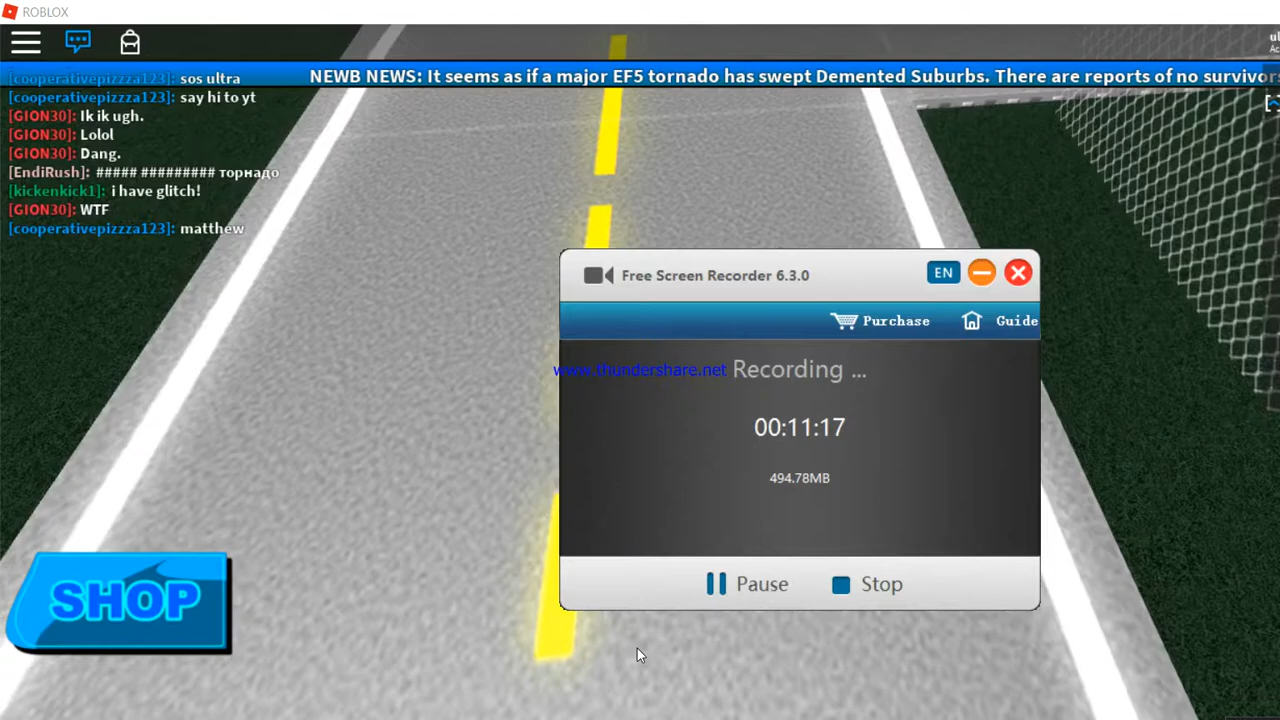 ROBLOX
NEWB NEWS: It seems as if a major EF5 tornado has swept Demented Suburbs. There are reports of no survivors
[cooperativepizzza123]: sos ultra
[cooperativepizzza123]: say hi to yt
[GION30]: Ik ik ugh.
[GION30]: Lolol
[GION30]: Dang.
[EndiRush]: ##### ######### торнадо
[kickenkick1]: i have glitch!
[GION30]: WTF
[cooperativepizzza123]: matthew
Free Screen Recorder 6.3.0
EN
Purchase
Guide
www.thundershare.net
Recording ...
00:11:17
494.78MB
Pause
Stop
SHOP